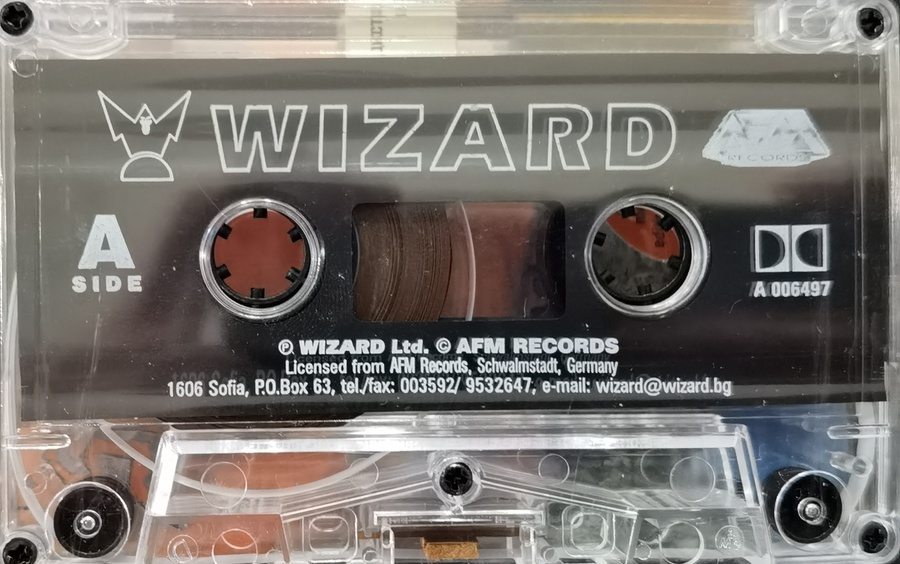 WIZARD
RECORDS
A
SIDE
A 006497
Ⓟ WIZARD Ltd. © AFM RECORDS
Licensed from AFM Records, Schwalmstadt, Germany
1606 Sofia, P.O.Box 63, tel./fax: 003592/ 9532647, e-mail: wizard@wizard.bg